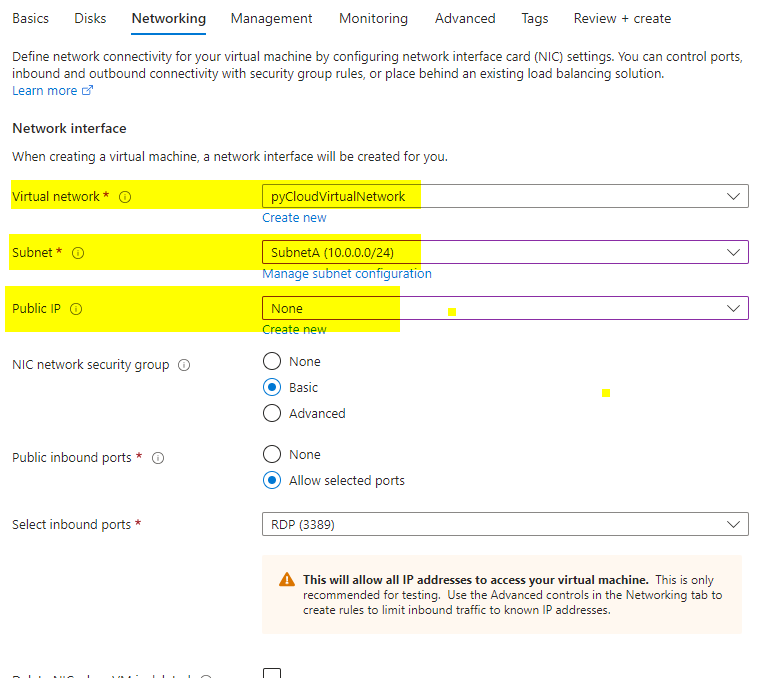 Basics Disks Networking Management Monitoring Advanced Tags Review + create
Define network connectivity for your virtual machine by configuring network interface card (NIC) settings. You can control ports,
inbound and outbound connectivity with security group rules, or place behind an existing load balancing solution.
Learn more
Network interface
When creating a virtual machine, a network interface will be created for you.
Virtual network * pyCloudVirtualNetwork
Create new
Subnet * SubnetA (10.0.0.0/24)
Manage subnet configuration
Public IP None
Create new
NIC network security group None
Basic
Advanced
Public inbound ports * None
Allow selected ports
Select inbound ports * RDP (3389)
This will allow all IP addresses to access your virtual machine. This is only
recommended for testing. Use the Advanced controls in the Networking tab to
create rules to limit inbound traffic to known IP addresses.